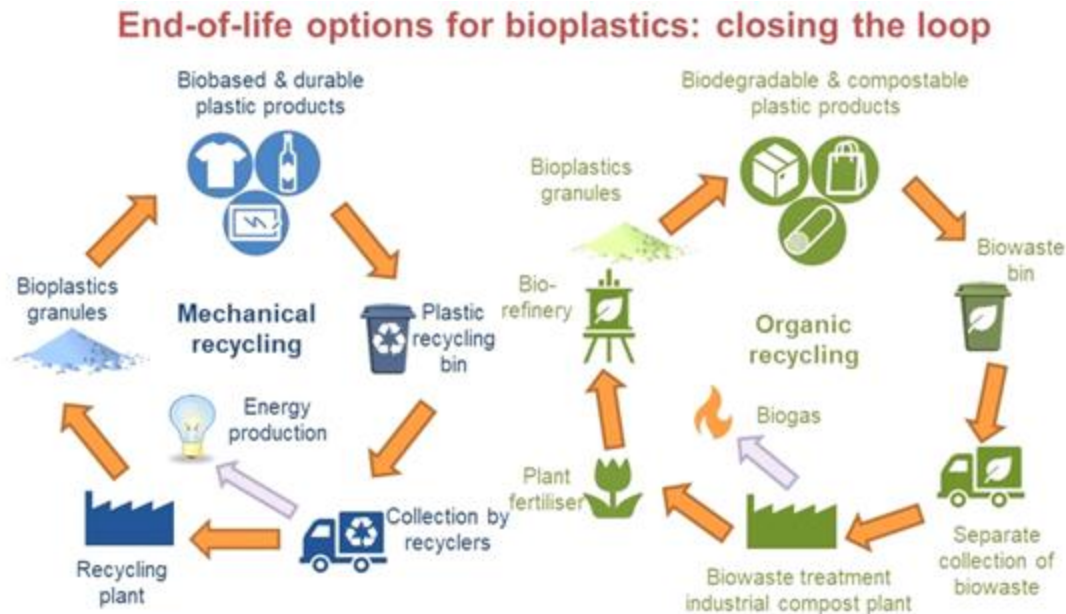 End-of-life options for bioplastics: closing the loop
Biobased & durable
plastic products
Bioplastics
granules
Mechanical
recycling
Plastic
recycling
bin
Energy
production
Collection by
recyclers
Recycling
plant
Biodegradable & compostable
plastic products
Bioplastics
granules
Biowaste
bin
Bio-
refinery
Organic
recycling
Biogas
Plant
fertiliser
Separate
collection of
biowaste
Biowaste treatment
industrial compost plant